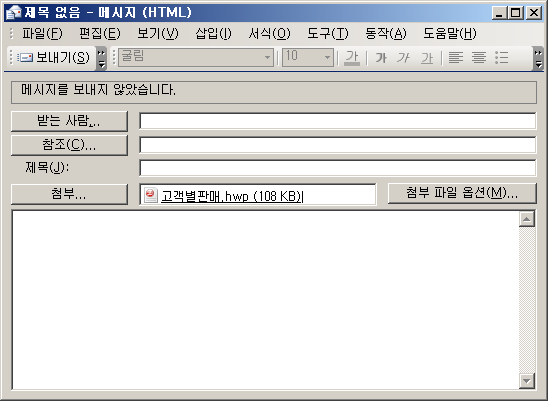 제목 없음 - 메시지 (HTML)
파일(F) 편집(E) 보기(V) 삽입(I) 서식(O) 도구(T) 동작(A) 도움말(H)
보내기(S) 굴림 10 가 가 가 가
메시지를 보내지 않았습니다.
받는 사람...
참조(C)...
제목(J):
첨부... 고객별판매.hwp (108 KB) 첨부 파일 옵션(M)...